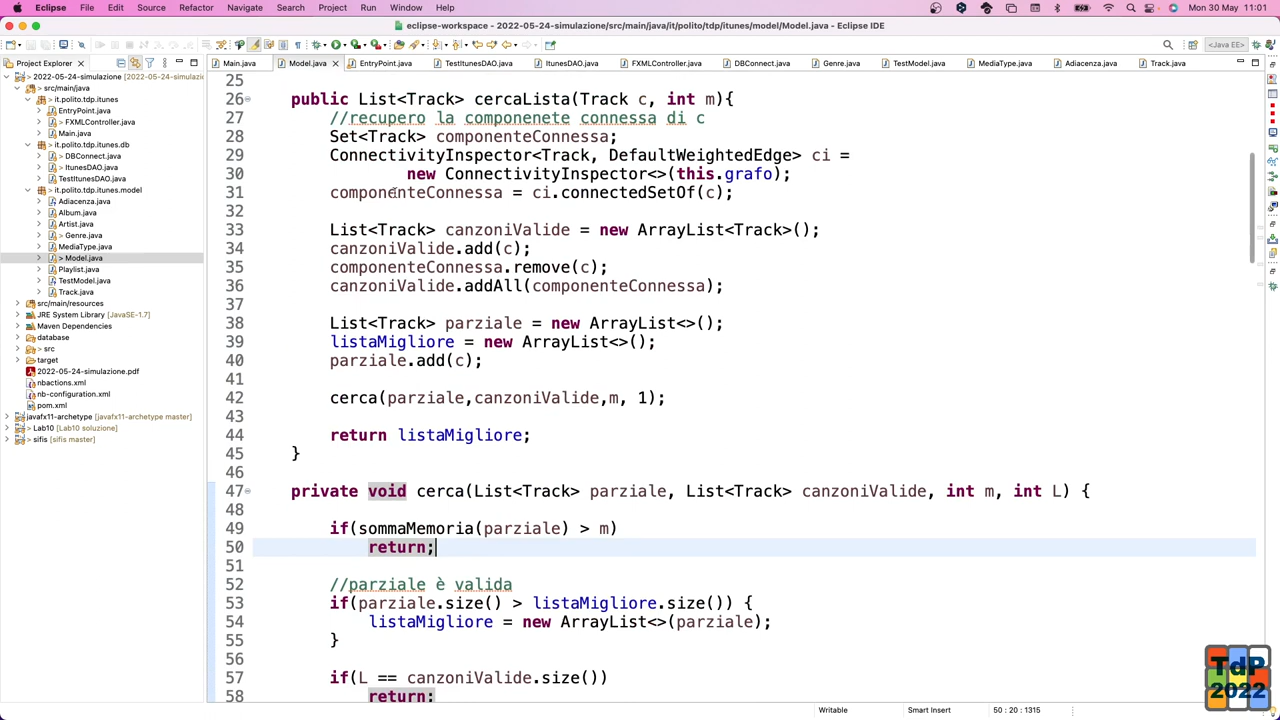 Eclipse File Edit Source Refactor Navigate Search Project Run Window Help Mon 30 May 11:01
eclipse-workspace - 2022-05-24-simulazione/src/main/java/it/polito/tdp/itunes/model/Model.java - Eclipse IDE
<Java EE>
Project Explorer
Main.java Model.java EntryPoint.java TestItunesDAO.java ItunesDAO.java FXMLController.java DBConnect.java Genre.java TestModel.java MediaType.java Adiacenza.java Track.java
> 2022-05-24-simulazione [2022-05-24-sim
> src/main/java
> it.polito.tdp.itunes
EntryPoint.java
> FXMLController.java
Main.java
> it.polito.tdp.itunes.db
> DBConnect.java
> ItunesDAO.java
> TestItunesDAO.java
> it.polito.tdp.itunes.model
Adiacenza.java
Album.java
Artist.java
> Genre.java
MediaType.java
> Model.java
Playlist.java
TestModel.java
Track.java
src/main/resources
JRE System Library [JavaSE-1.7]
Maven Dependencies
database
> src
target
2022-05-24-simulazione.pdf
nbactions.xml
nb-configuration.xml
pom.xml
javafx11-archetype [javafx11-archetype master]
> Lab10 [Lab10 soluzione]
> sifis [sifis master]
25
26 public List<Track> cercaLista(Track c, int m){
27 //recupero la componenete connessa di c
28 Set<Track> componenteConnessa;
29 ConnectivityInspector<Track, DefaultWeightedEdge> ci =
30 new ConnectivityInspector<>(this.grafo);
31 componenteConnessa = ci.connectedSetOf(c);
32
33 List<Track> canzoniValide = new ArrayList<Track>();
34 canzoniValide.add(c);
35 componenteConnessa.remove(c);
36 canzoniValide.addAll(componenteConnessa);
37
38 List<Track> parziale = new ArrayList<>();
39 listaMigliore = new ArrayList<>();
40 parziale.add(c);
41
42 cerca(parziale,canzoniValide,m, 1);
43
44 return listaMigliore;
45 }
46
47 private void cerca(List<Track> parziale, List<Track> canzoniValide, int m, int L) {
48
49 if(sommaMemoria(parziale) > m)
50 return;
51
52 //parziale è valida
53 if(parziale.size() > listaMigliore.size()) {
54 listaMigliore = new ArrayList<>(parziale);
55 }
56
57 if(L == canzoniValide.size())
58 return;
Writable Smart Insert 50 : 20 : 1315
TdP
2022